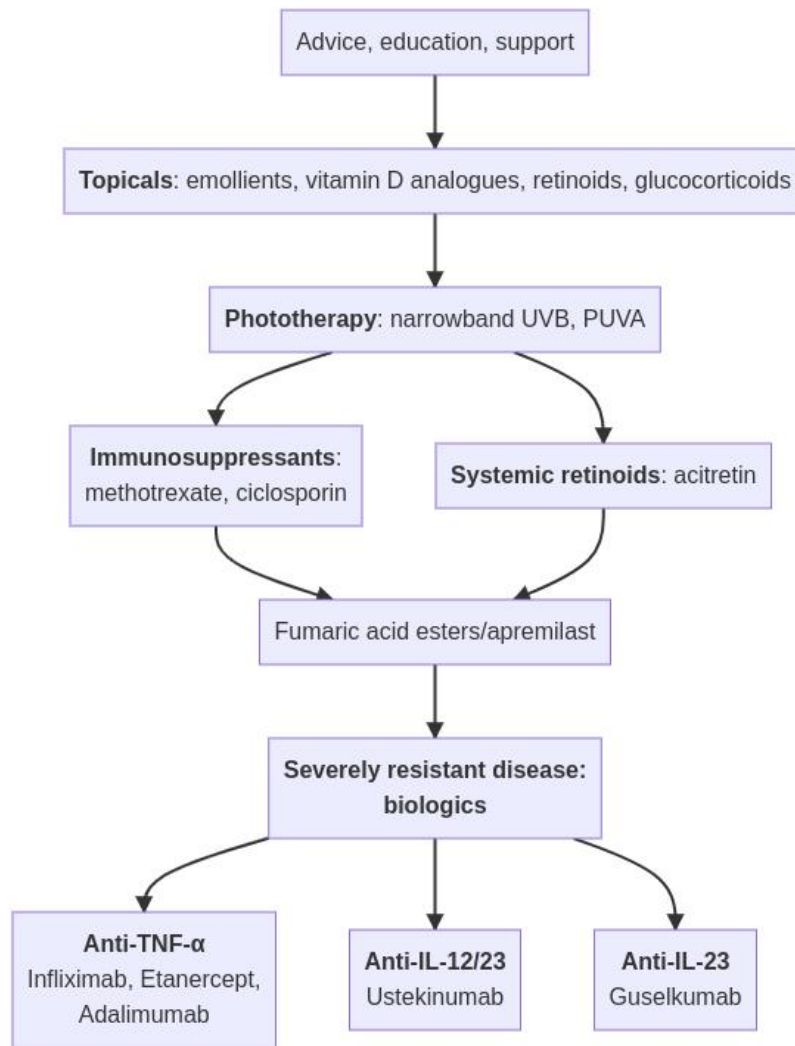 Advice, education, support
Topicals: emollients, vitamin D analogues, retinoids, glucocorticoids
Phototherapy: narrowband UVB, PUVA
Immunosuppressants:
methotrexate, ciclosporin
Systemic retinoids: acitretin
Fumaric acid esters/apremilast
Severely resistant disease:
biologics
Anti-TNF-α
Infliximab, Etanercept,
Adalimumab
Anti-IL-12/23
Ustekinumab
Anti-IL-23
Guselkumab